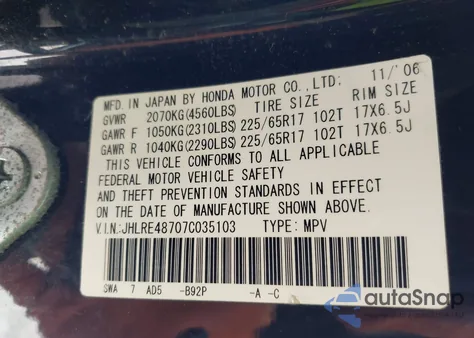 MFD. IN JAPAN BY HONDA MOTOR CO., LTD: 11/'06
GVWR 2070KG(4560LBS) TIRE SIZE RIM SIZE
GAWR F 1050KG(2310LBS) 225/65R17 102T 17X6.5J
GAWR R 1040KG(2290LBS) 225/65R17 102T 17X6.5J
THIS VEHICLE CONFORMS TO ALL APPLICABLE
FEDERAL MOTOR VEHICLE SAFETY
AND THEFT PREVENTION STANDARDS IN EFFECT
ON THE DATE OF MANUFACTURE SHOWN ABOVE.
V.I.N.:JHLRE48707C035103 TYPE: MPV
SWA 7 AD5 -B92P -A -C
autoSnap